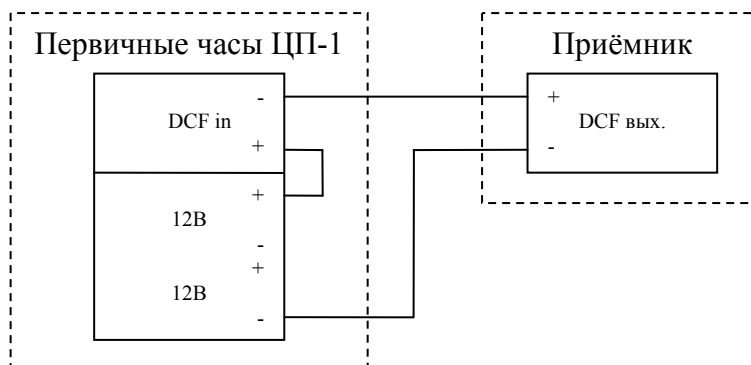 Первичные часы ЦП-1
Приёмник
-
DCF in
+
+
DCF вых.
-
+
12В
-
+
12В
-